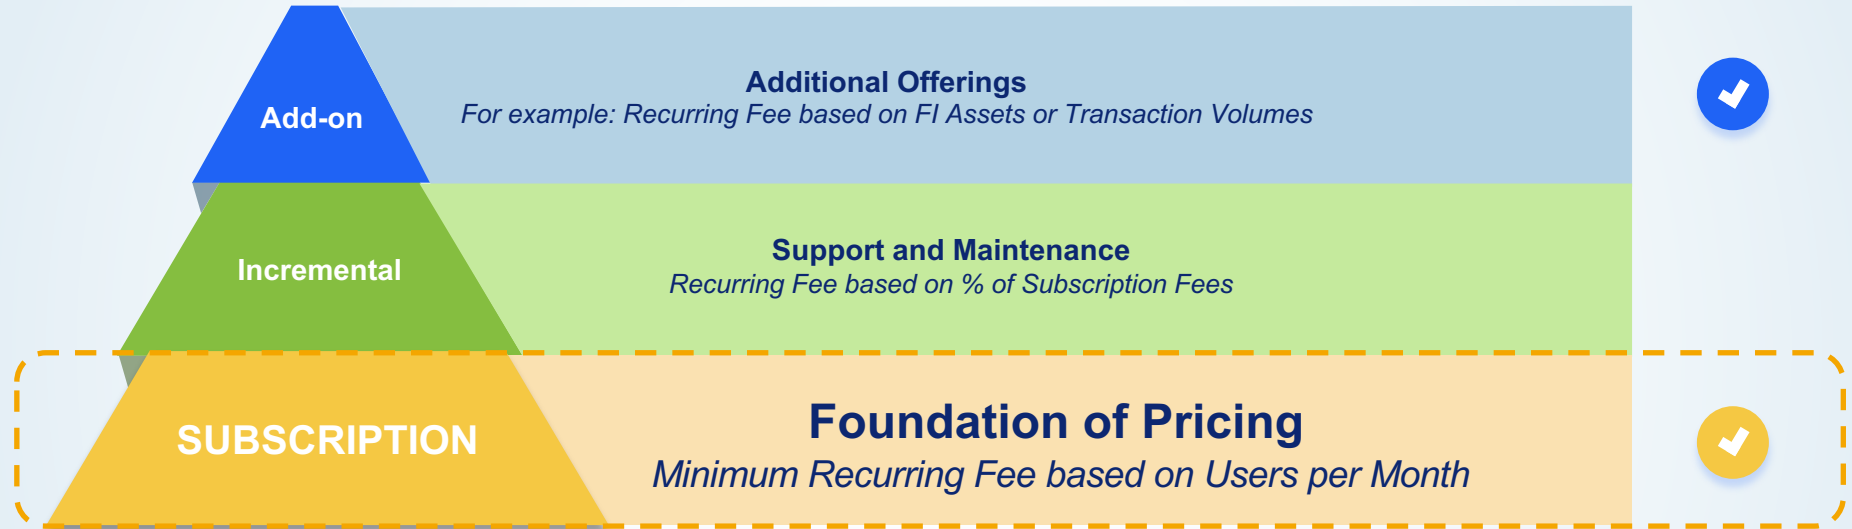 Add-on
Additional Offerings
For example: Recurring Fee based on FI Assets or Transaction Volumes
Incremental
Support and Maintenance
Recurring Fee based on % of Subscription Fees
SUBSCRIPTION
Foundation of Pricing
Minimum Recurring Fee based on Users per Month